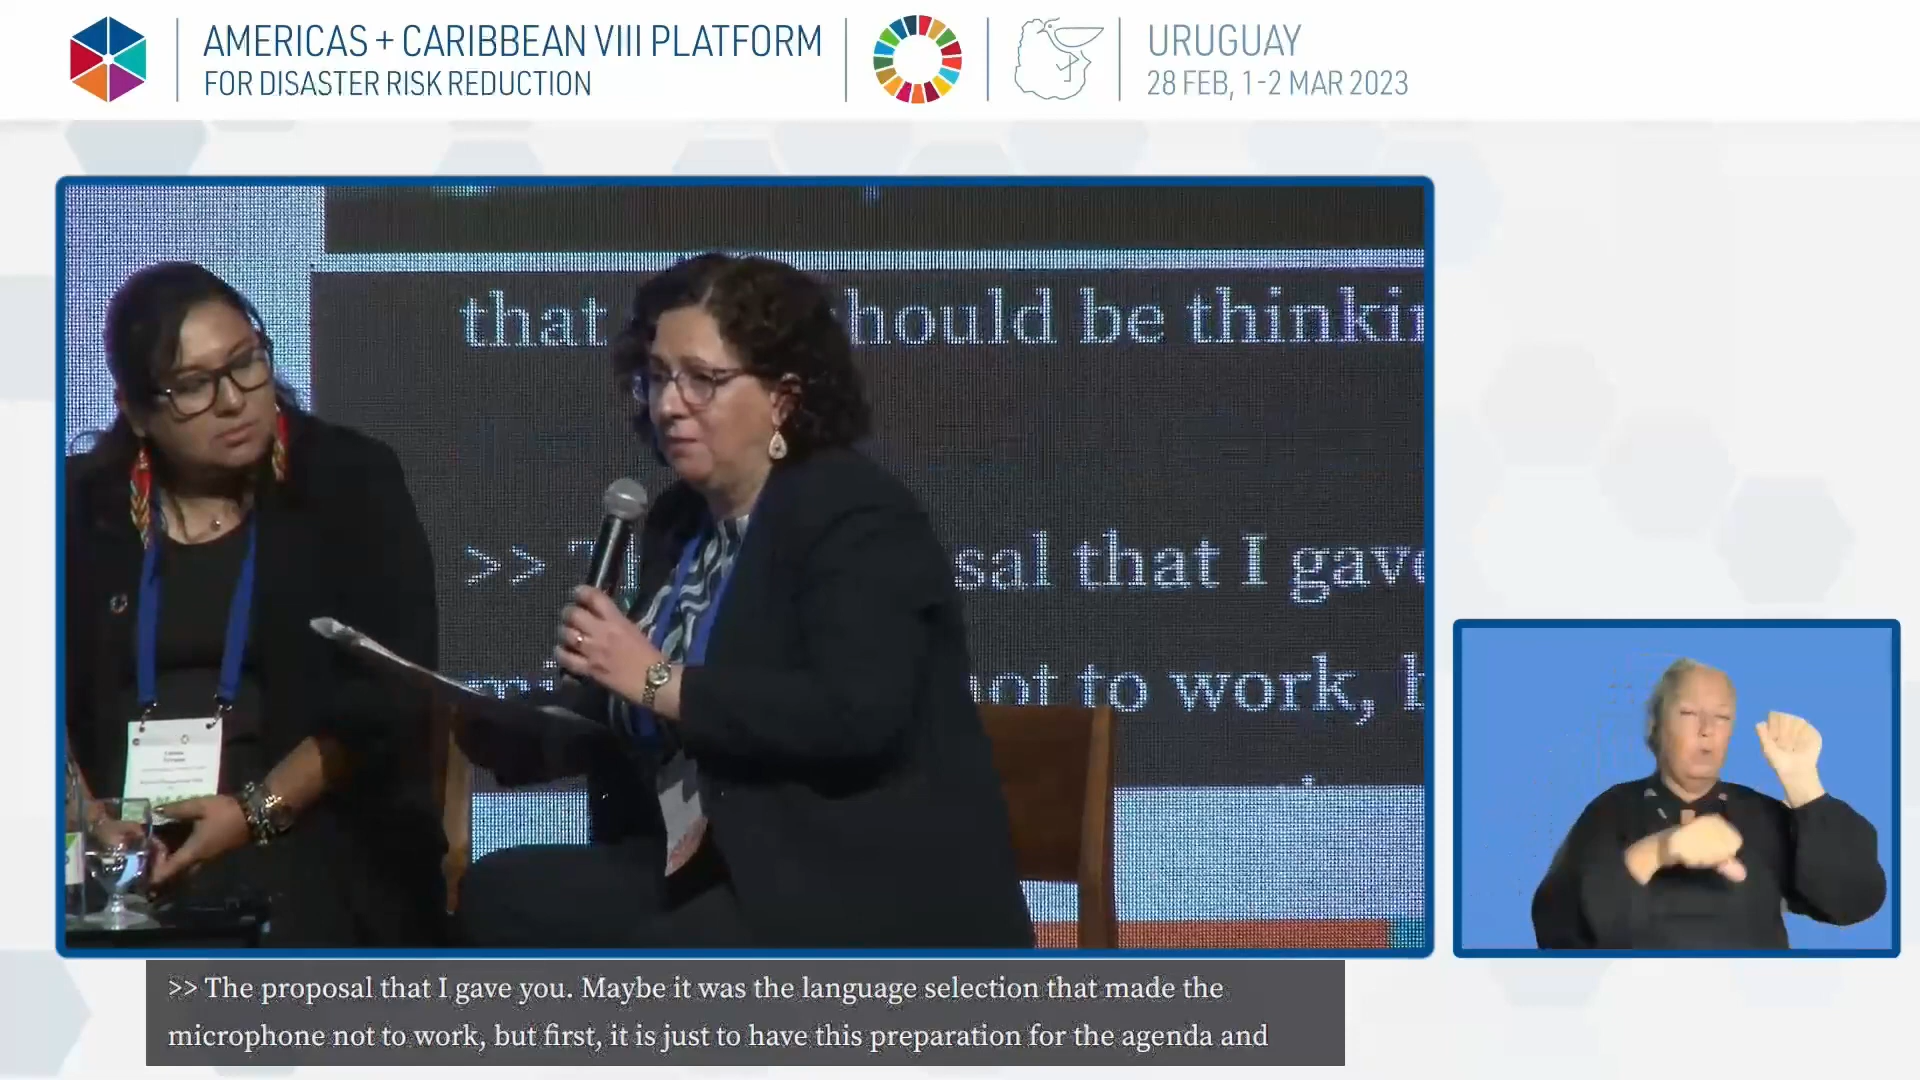 AMERICAS + CARIBBEAN VIII PLATFORM
FOR DISASTER RISK REDUCTION
URUGUAY
28 FEB, 1-2 MAR 2023
that hould be thinkin
>> sal that I gave
not to work, b
>> The proposal that I gave you. Maybe it was the language selection that made the
microphone not to work, but first, it is just to have this preparation for the agenda and